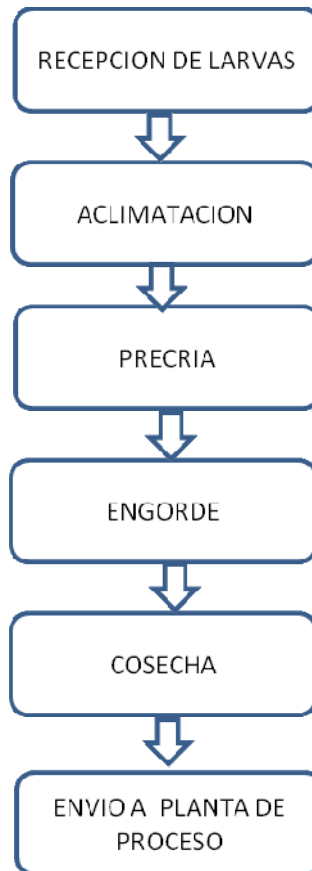 RECEPCION DE LARVAS
ACLIMATACION
PRECRIA
ENGORDE
COSECHA
ENVIO A PLANTA DE
PROCESO